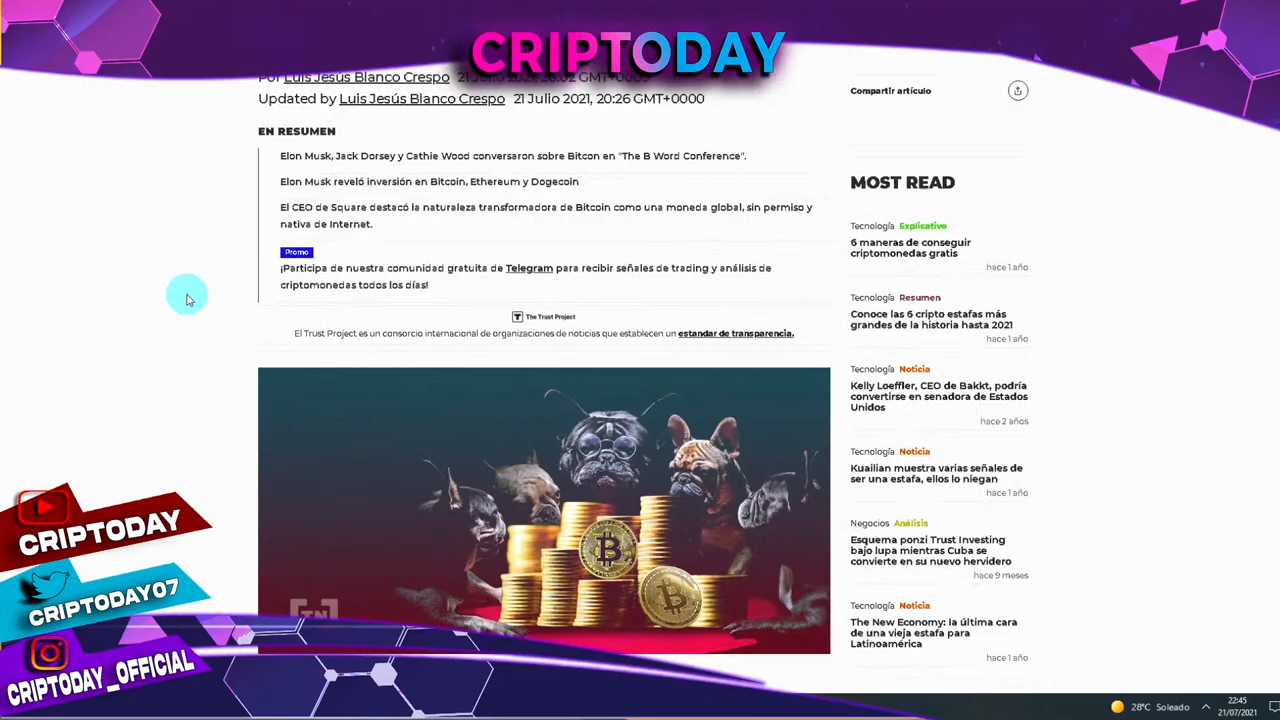 CRIPTODAY
Por Luis Jesús Blanco Crespo
Updated by Luis Jesús Blanco Crespo 21 Julio 2021, 20:26 GMT+0000
EN RESUMEN
Elon Musk, Jack Dorsey y Cathie Wood conversaron sobre Bitcon en "The B Word Conference".
Elon Musk reveló inversión en Bitcoin, Ethereum y Dogecoin
El CEO de Square destacó la naturaleza transformadora de Bitcoin como una moneda global, sin permiso y
nativa de Internet.
Promo
¡Participa de nuestra comunidad gratuita de Telegram para recibir señales de trading y análisis de
criptomonedas todos los días!
The Trust Project
El Trust Project es un consorcio internacional de organizaciones de noticias que establecen un estandar de transparencia.
Compartir artículo
MOST READ
Tecnología Explicativo
6 maneras de conseguir
criptomonedas gratis
hace 1 año
Tecnología Resumen
Conoce las 6 cripto estafas más
grandes de la historia hasta 2021
hace 1 año
Tecnología Noticia
Kelly Loeffler, CEO de Bakkt, podría
convertirse en senadora de Estados
Unidos
hace 2 años
Tecnología Noticia
Kuailian muestra varias señales de
ser una estafa, ellos lo niegan
hace 1 año
Negocios Análisis
Esquema ponzi Trust Investing
bajo lupa mientras Cuba se
convierte en su nuevo hervidero
hace 9 meses
Tecnología Noticia
The New Economy: la última cara
de una vieja estafa para
Latinoamérica
hace 1 año
CRIPTODAY
CRIPTODAY07
CRIPTODAY_OFFICIAL
28°C Soleado
22:45
21/07/2021